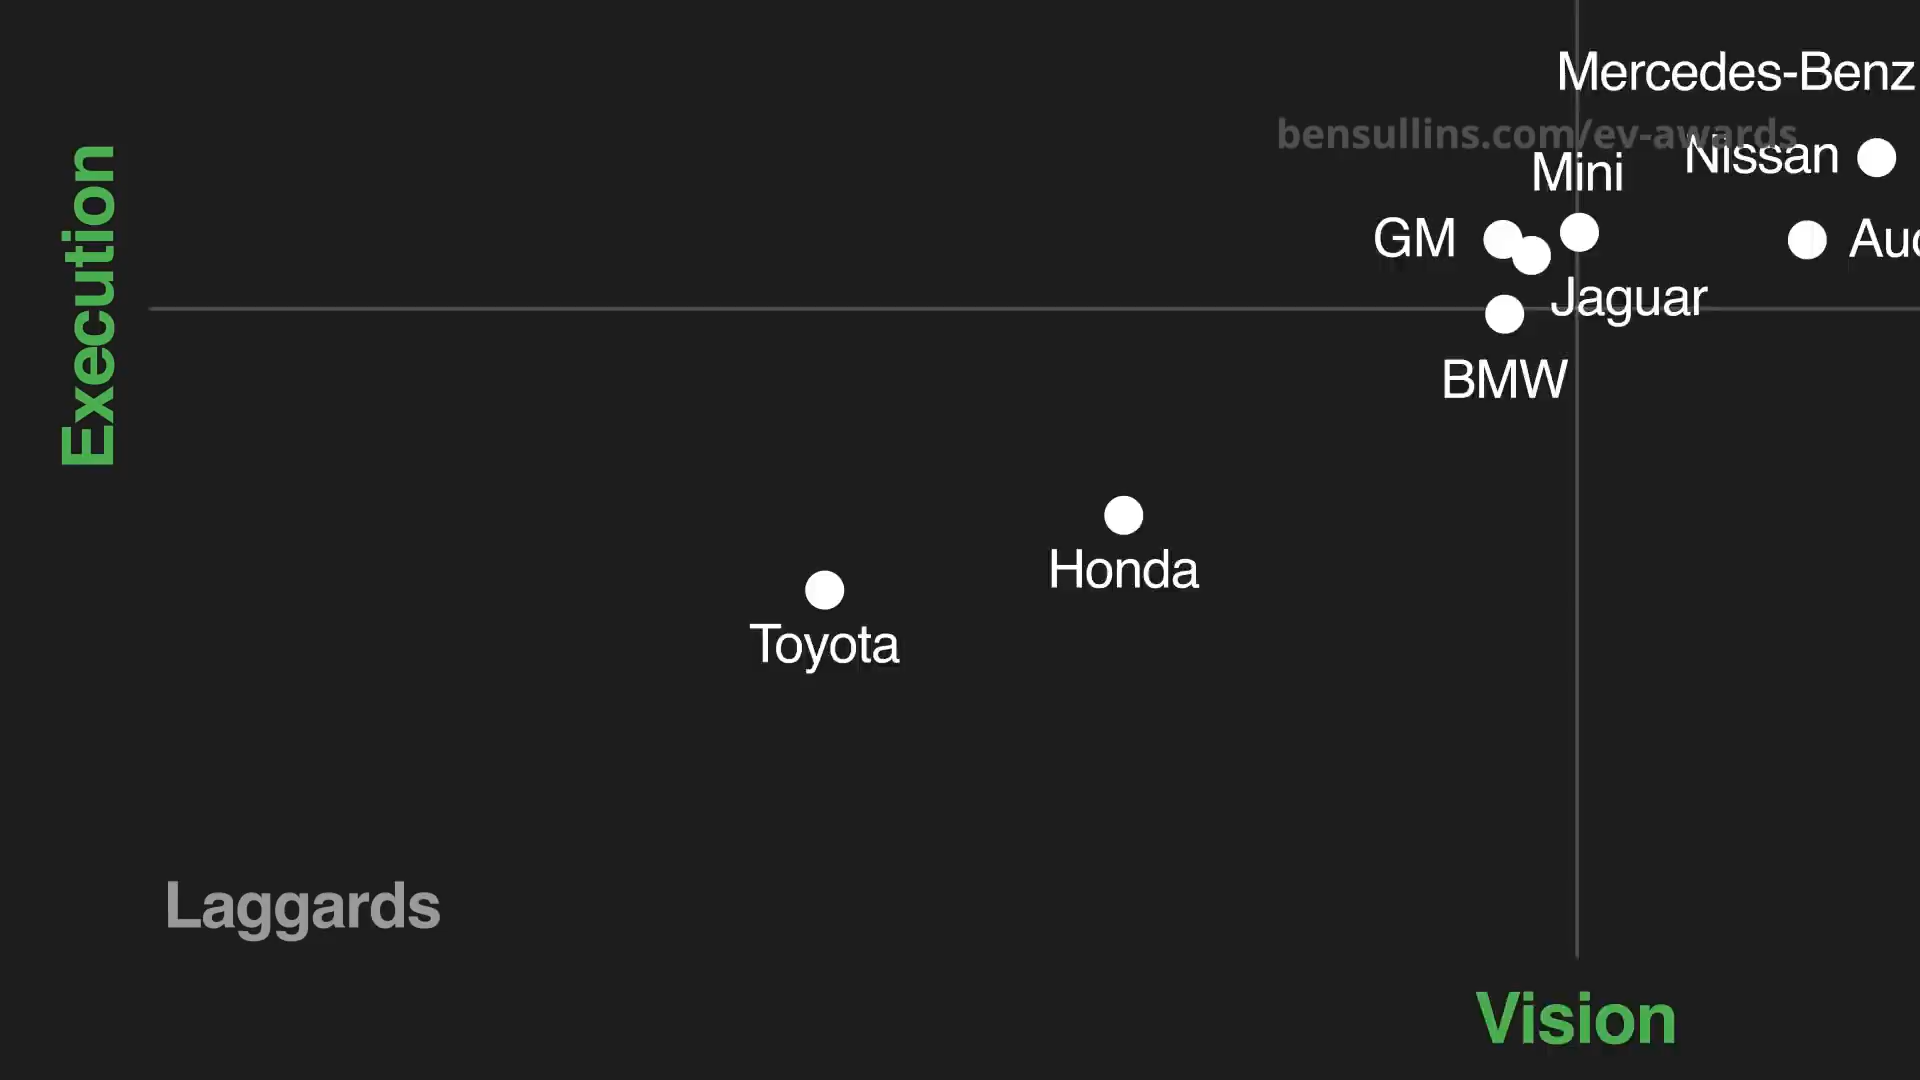 Mercedes-Benz
bensullins.com/ev-awards
Nissan
Mini
GM
Jaguar
BMW
Execution
Honda
Toyota
Laggards
Vision